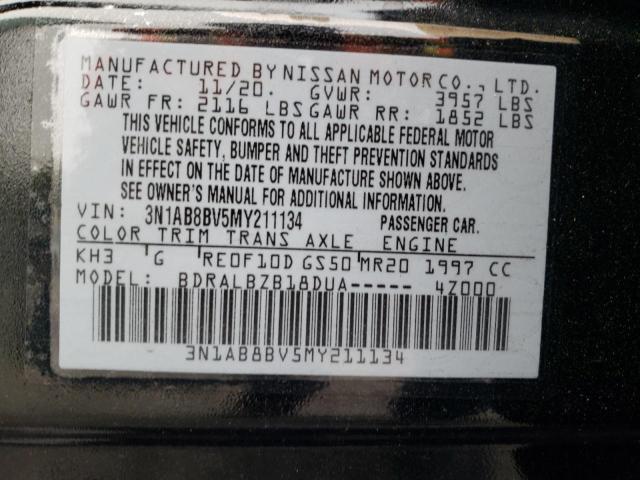 MANUFACTURED BY NISSAN MOTOR CO., LTD.
DATE: 11/20. GVWR: 3957 LBS
GAWR FR: 2116 LBS GAWR RR: 1852 LBS
THIS VEHICLE CONFORMS TO ALL APPLICABLE FEDERAL MOTOR
VEHICLE SAFETY, BUMPER AND THEFT PREVENTION STANDARDS
IN EFFECT ON THE DATE OF MANUFACTURE SHOWN ABOVE.
SEE OWNER'S MANUAL FOR ADDITIONAL INFORMATION.
VIN: 3N1AB8BV5MY211134 PASSENGER CAR.
COLOR TRIM TRANS AXLE ENGINE
KH3 G RE0F10D GS50 MR20 1997 CC
MODEL: BDRALBZB18DUA----- 4Z000
3N1AB8BV5MY211134